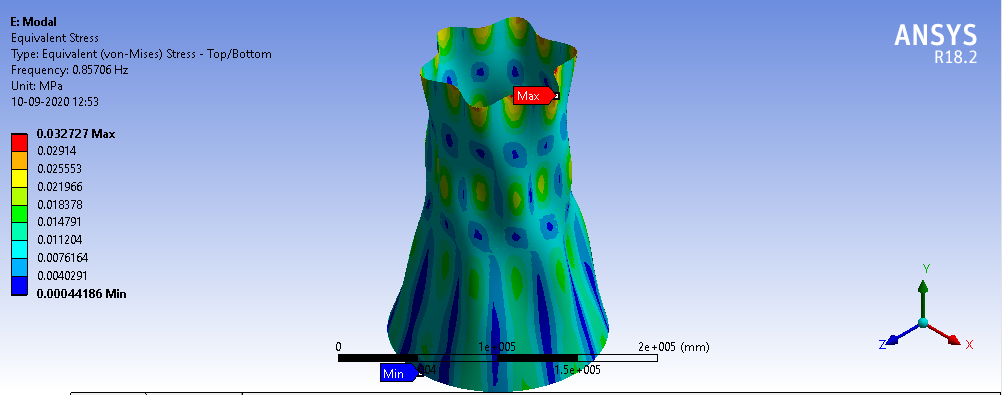 E: Modal
Equivalent Stress
Type: Equivalent (von-Mises) Stress - Top/Bottom
Frequency: 0.85706 Hz
Unit: MPa
10-09-2020 12:53
ANSYS
R18.2
0.032727 Max
0.02914
0.025553
0.021966
0.018378
0.014791
0.011204
0.0076164
0.0040291
0.00044186 Min
Max
Min
0
1e+005
2e+005 (mm)
004
1.5e+005
Y
Z
X